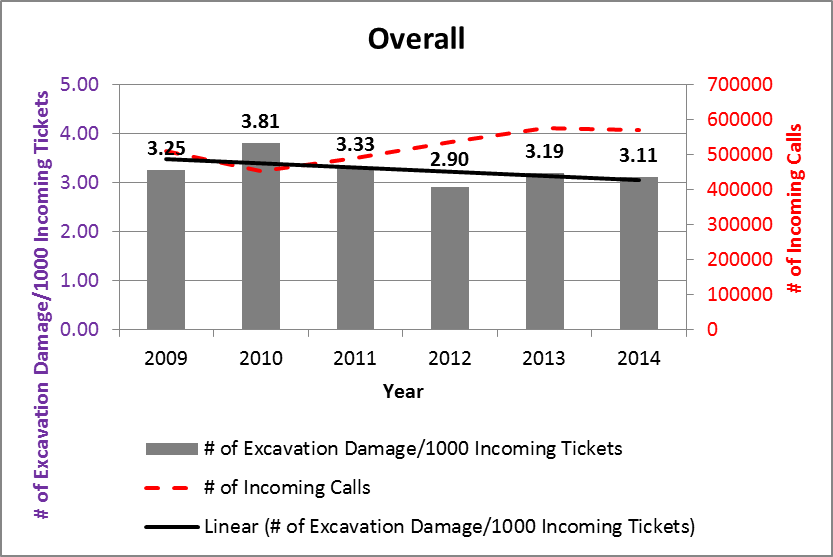 Overall
# of Excavation Damage/1000 Incoming Tickets
5.00
4.00
3.00
2.00
1.00
0.00
3.25
3.81
3.33
2.90
3.19
3.11
700000
600000
500000
400000
300000
200000
100000
0
# of Incoming Calls
2009 2010 2011 2012 2013 2014
Year
# of Excavation Damage/1000 Incoming Tickets
# of Incoming Calls
Linear (# of Excavation Damage/1000 Incoming Tickets)